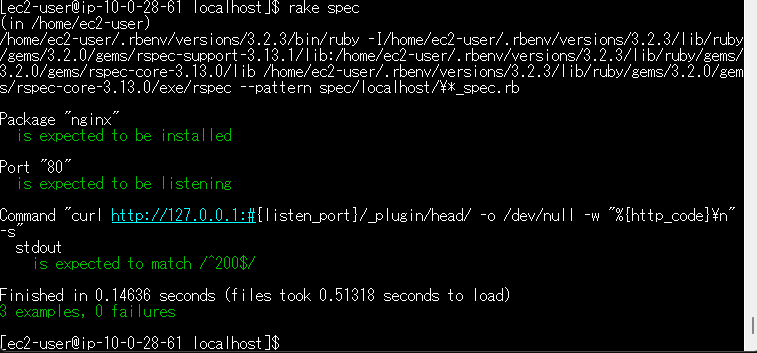 [ec2-user@ip-10-0-28-61 localhost]$ rake spec
(in /home/ec2-user)
/home/ec2-user/.rbenv/versions/3.2.3/bin/ruby -I/home/ec2-user/.rbenv/versions/3.2.3/lib/ruby
/3.2.0/gems/rspec-support-3.13.1/lib:/home/ec2-user/.rbenv/versions/3.2.3/lib/ruby/gems/
3.2.0/gems/rspec-core-3.13.0/lib /home/ec2-user/.rbenv/versions/3.2.3/lib/ruby/gems/3.2.0/gem
s/rspec-core-3.13.0/exe/rspec --pattern spec/localhost/¥*_spec.rb
Package "nginx"
is expected to be installed
Port "80"
is expected to be listening
Command "curl http://127.0.0.1:#{listen_port}/_plugin/head/ -o /dev/null -w "%{http_code}¥n"
-s"
stdout
is expected to match /^200$/
Finished in 0.14636 seconds (files took 0.51318 seconds to load)
3 examples, 0 failures
[ec2-user@ip-10-0-28-61 localhost]$